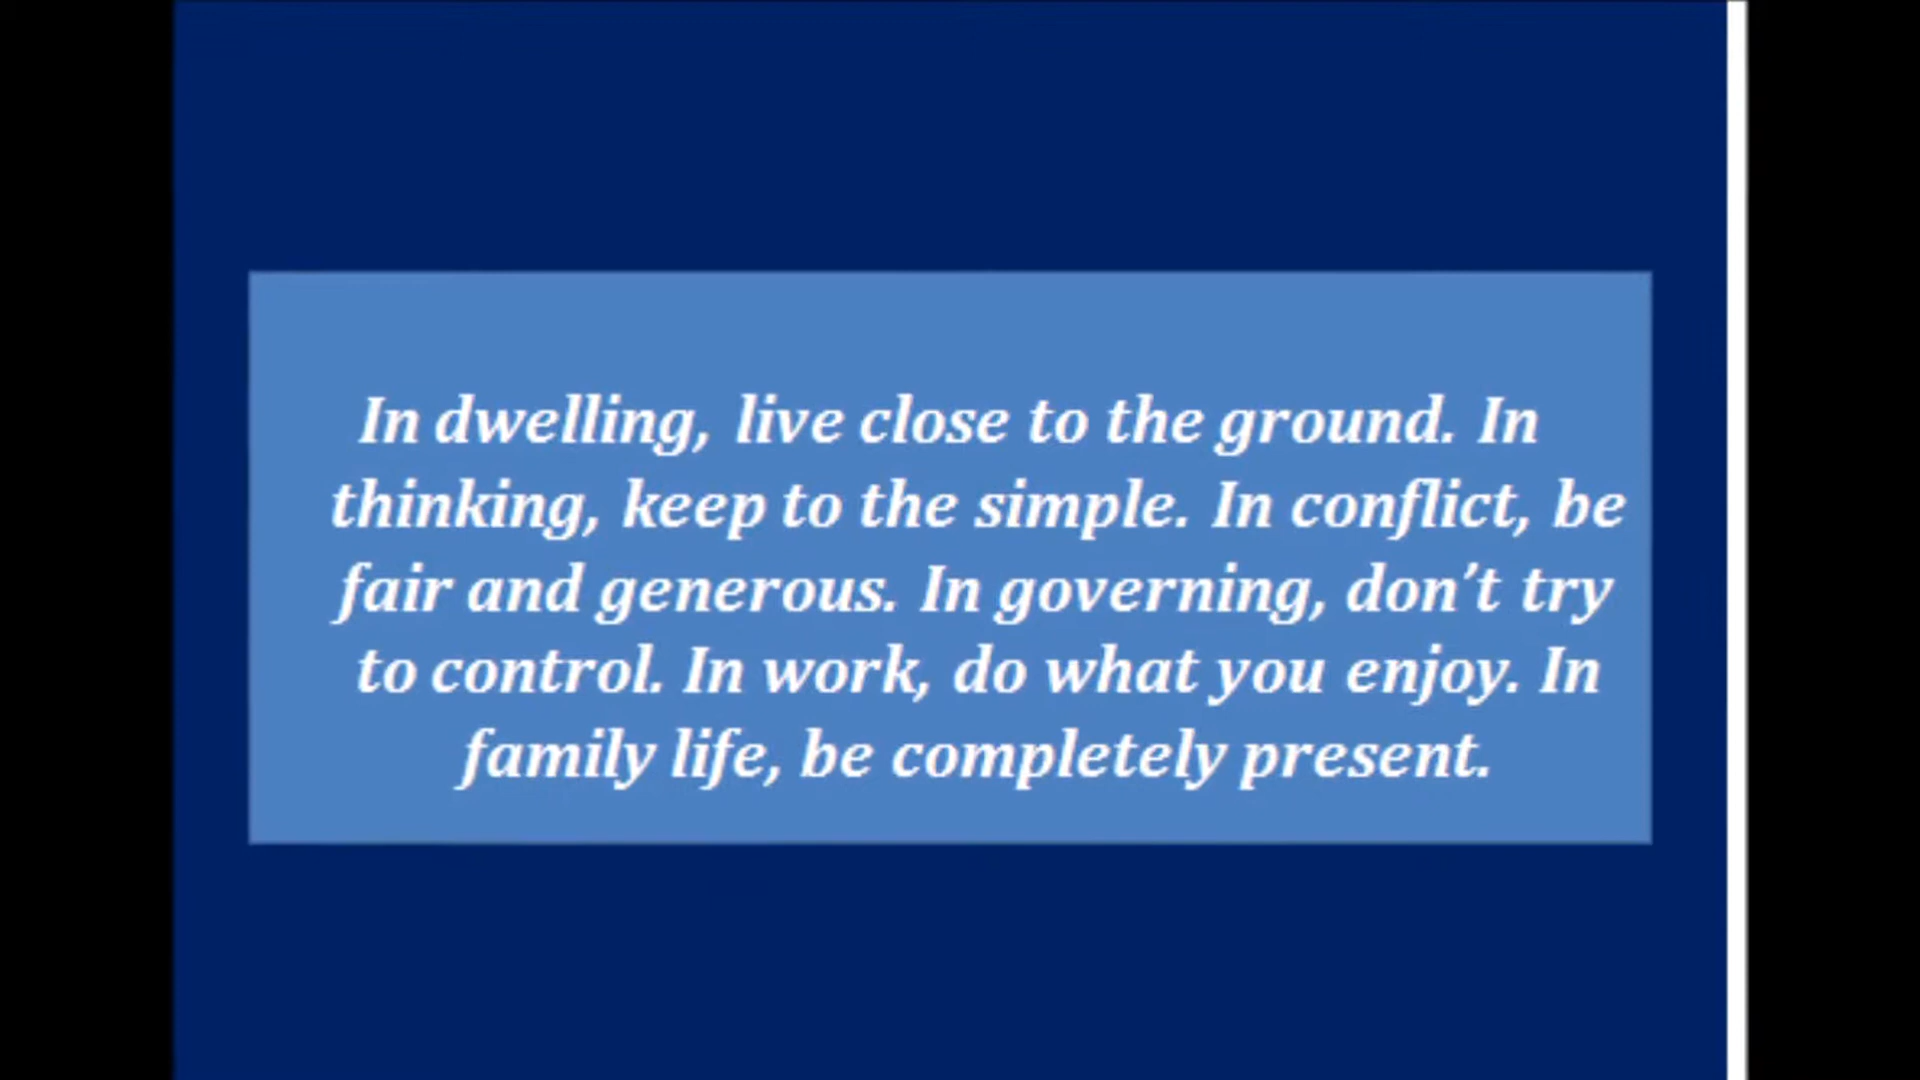 In dwelling, live close to the ground. In
thinking, keep to the simple. In conflict, be
fair and generous. In governing, don’t try
to control. In work, do what you enjoy. In
family life, be completely present.